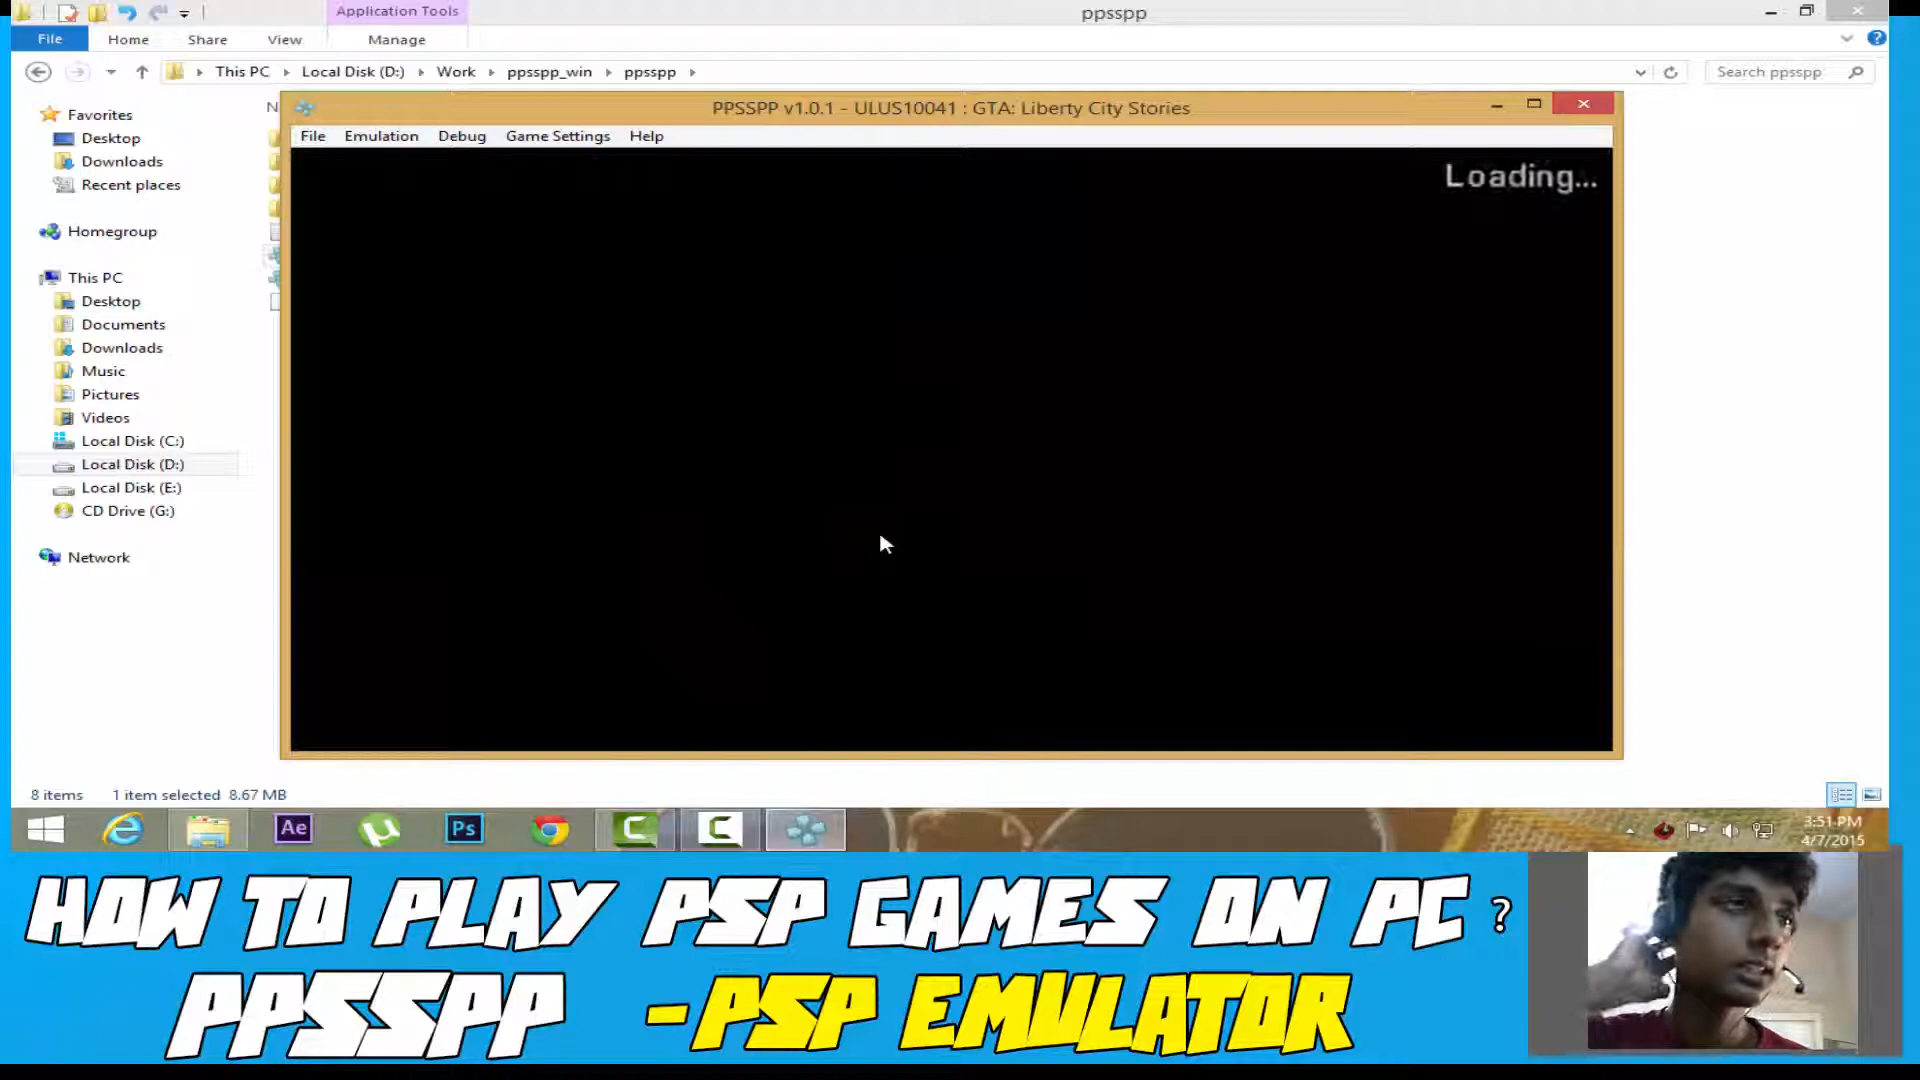 Application Tools
ppsspp
File Home Share View Manage
This PC Local Disk (D:) Work ppsspp_win ppsspp
Search ppsspp
N
PPSSPP v1.0.1 - ULUS10041 : GTA: Liberty City Stories
File Emulation Debug Game Settings Help
Loading...
Favorites
Desktop
Downloads
Recent places
Homegroup
This PC
Desktop
Documents
Downloads
Music
Pictures
Videos
Local Disk (C:)
Local Disk (D:)
Local Disk (E:)
CD Drive (G:)
Network
8 items 1 item selected 8.67 MB
Ae
Ps
3:51 PM
4/7/2015
HOW TO PLAY PSP GAMES ON PC ?
PPSSPP -PSP EMULATOR